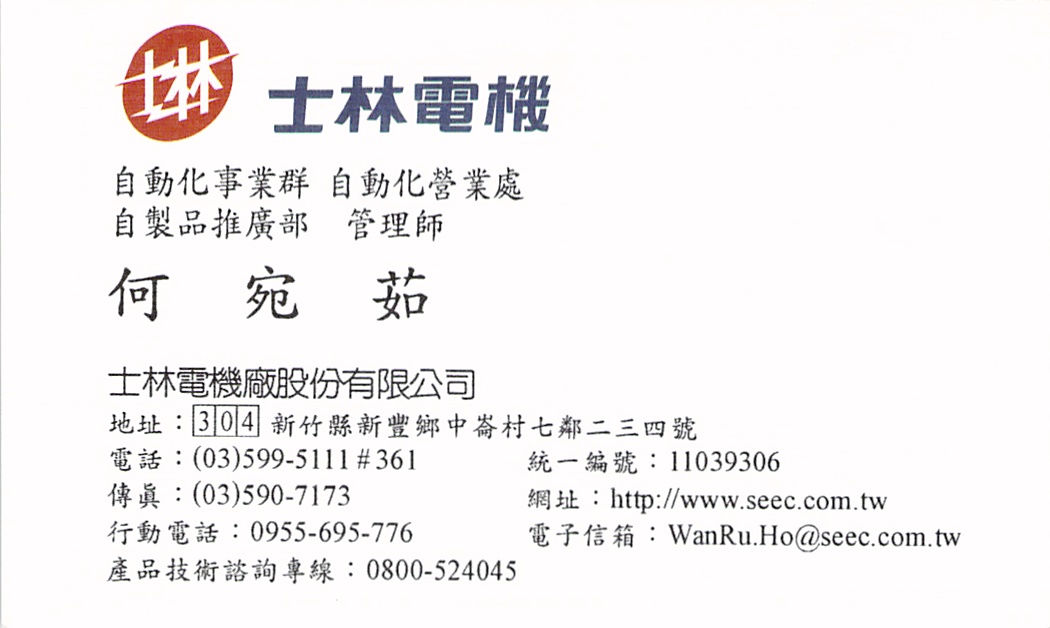 士林 士林電機
自動化事業群 自動化營業處
自製品推廣部 管理師
何宛茹
士林電機廠股份有限公司
地址：304 新竹縣新豐鄉中崙村七鄰二三四號
電話：(03)599-5111#361 統一編號：11039306
傳眞：(03)590-7173 網址：http://www.seec.com.tw
行動電話：0955-695-776 電子信箱：WanRu.Ho@seec.com.tw
產品技術諮詢專線：0800-524045